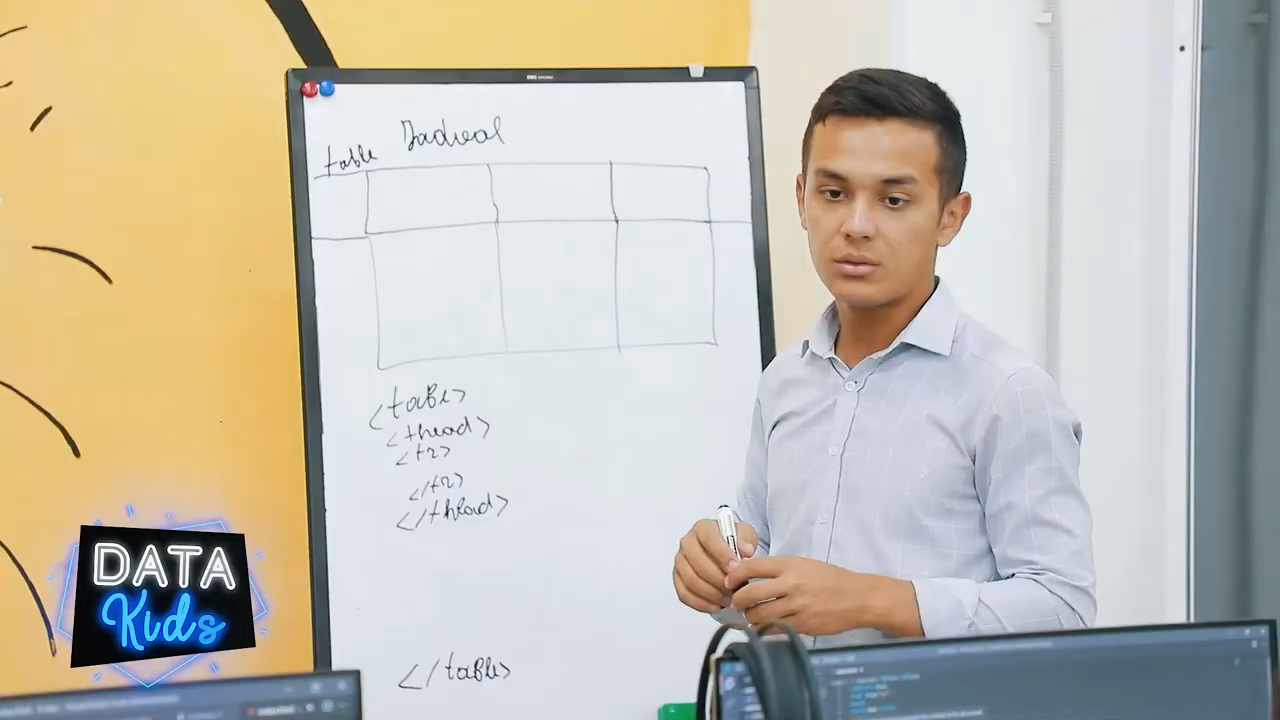 Jadval
table
<table>
<thead>
<tr>
</tr>
</thead>
</table>
DATA
Kids